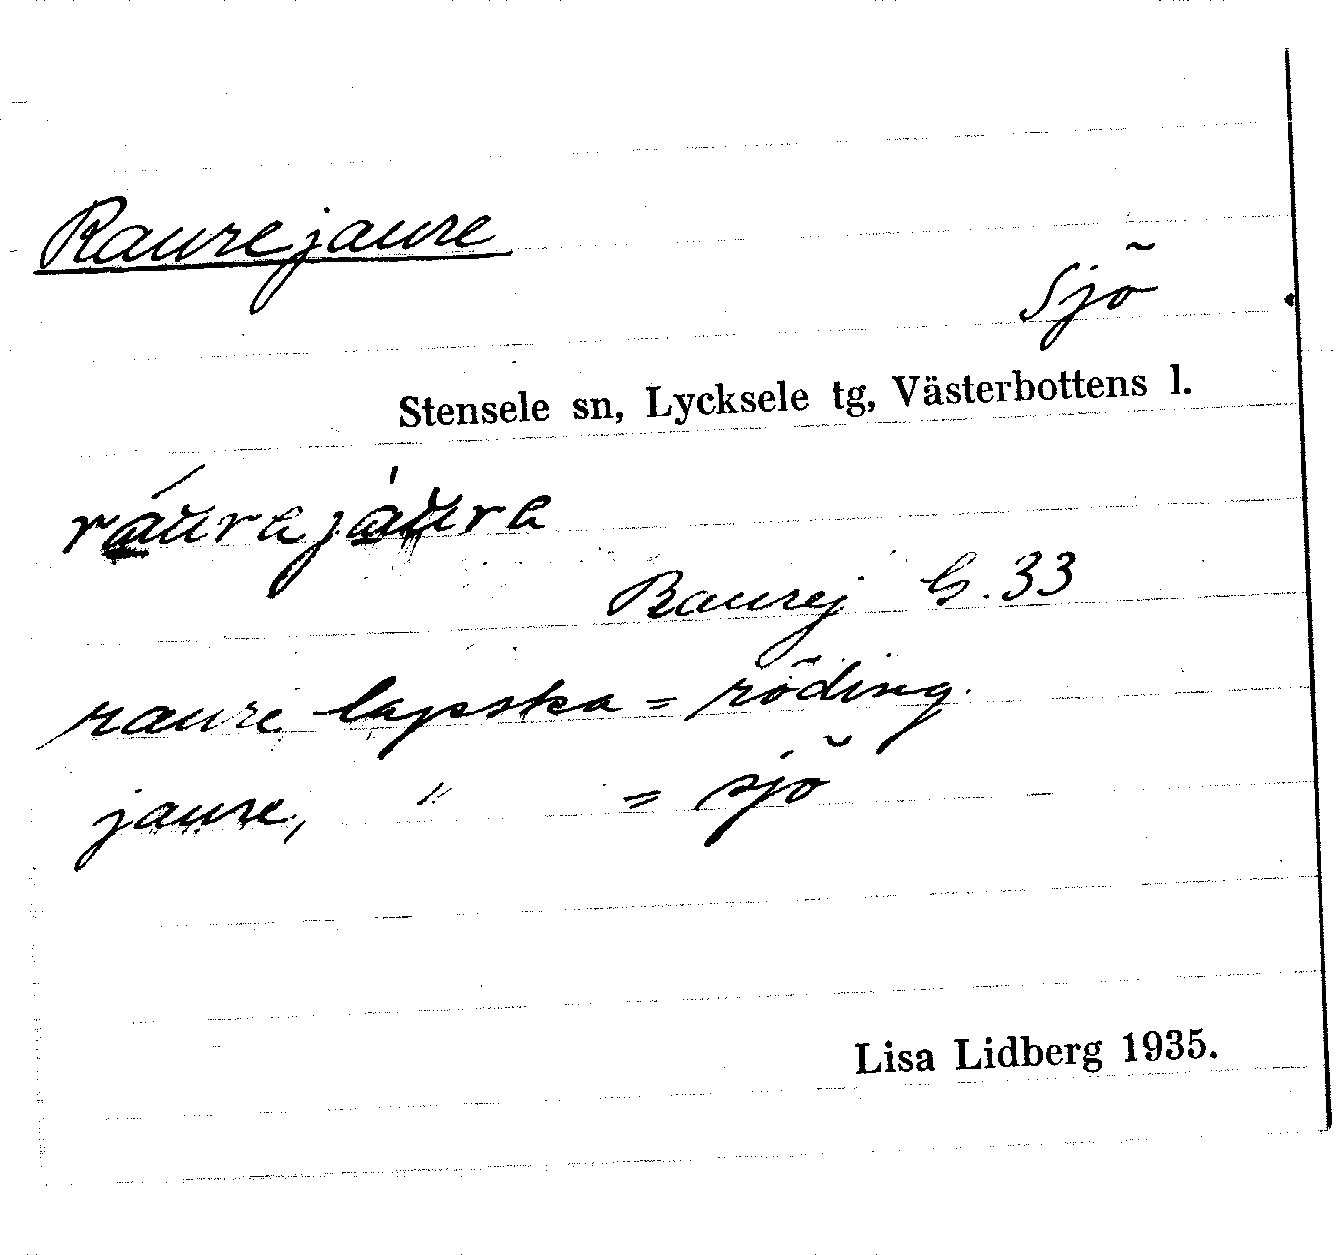 Raurejaure
sjö
Stensele sn, Lycksele tg, Västerbottens l.
ráurajáura
Raurej G. 33
raure lapska = röding.
jaure, " = sjö
Lisa Lidberg 1935.